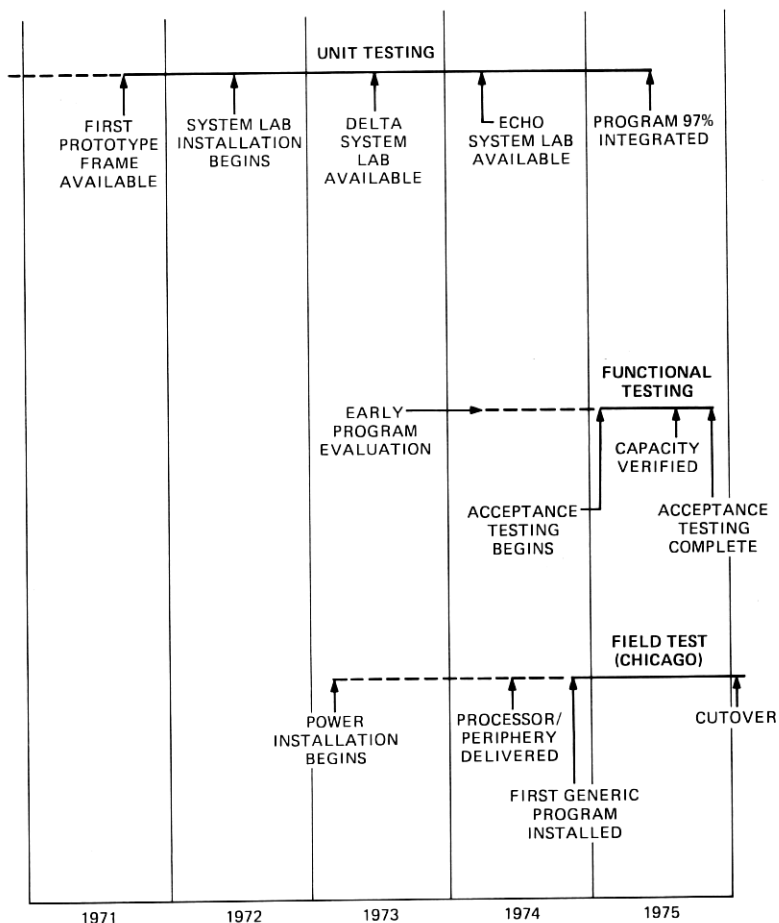 UNIT TESTING
FIRST
PROTOTYPE
FRAME
AVAILABLE
SYSTEM LAB
INSTALLATION
BEGINS
DELTA
SYSTEM
LAB
AVAILABLE
ECHO
SYSTEM LAB
AVAILABLE
PROGRAM 97%
INTEGRATED
FUNCTIONAL
TESTING
EARLY
PROGRAM
EVALUATION
CAPACITY
VERIFIED
ACCEPTANCE
TESTING
BEGINS
ACCEPTANCE
TESTING
COMPLETE
FIELD TEST
(CHICAGO)
POWER
INSTALLATION
BEGINS
PROCESSOR/
PERIPHERY
DELIVERED
CUTOVER
FIRST GENERIC
PROGRAM
INSTALLED
1971
1972
1973
1974
1975